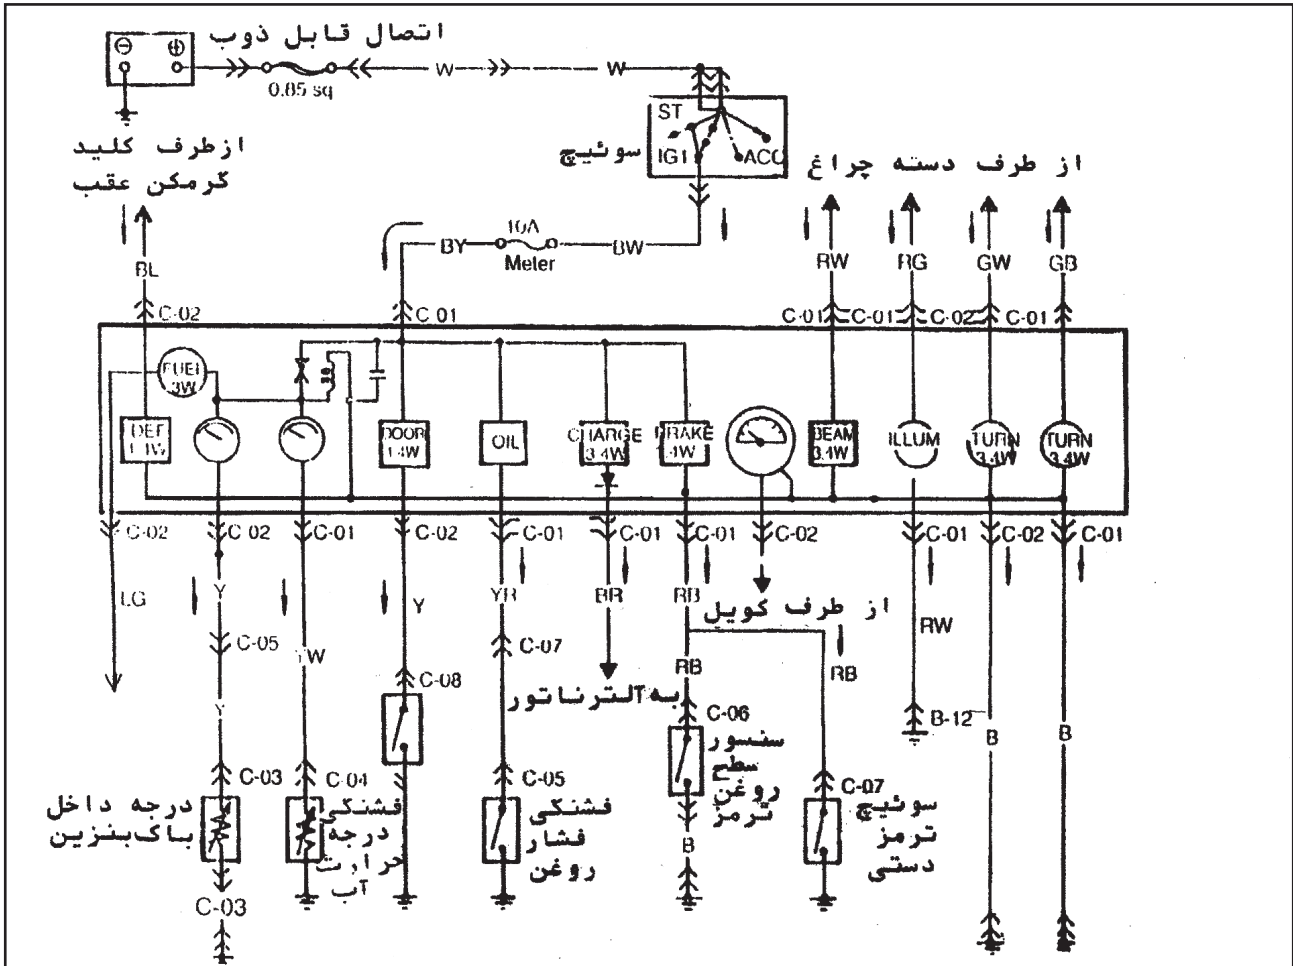 اتصال قابل ذوب
0.85 sq
W
W
ST
IG1
ACC
سوئیچ
ازطرف کلید
گرمکن عقب
از طرف دسته چراغ
10A
Meter
BY
BW
BL
RW
RG
GW
GB
C-02
C-01
C-01
C-01
C-02
C-01
FUEL
3W
DEF
DOOR
1.4W
OIL
CHARGE
3.4W
BRAKE
BEAM
3.4W
ILLUM
TURN
3.4W
TURN
3.4W
C-02
C-02
C-01
C-02
C-01
C-01
C-01
C-02
C-01
C-02
C-01
LG
Y
Y
YR
BR
RB
از طرف کویل
RW
C-05
YW
C-08
C-07
به آلترناتور
RB
RB
C-06
B-12
B
B
Y
C-03
C-04
C-05
C-07
درجه داخل
باک بنزین
فشنگی
درجه
حرارت
آب
فشنگی
فشار
روغن
سنسور
سطح
روغن
ترمز
سوئیچ
ترمز
دستی
B
C-03